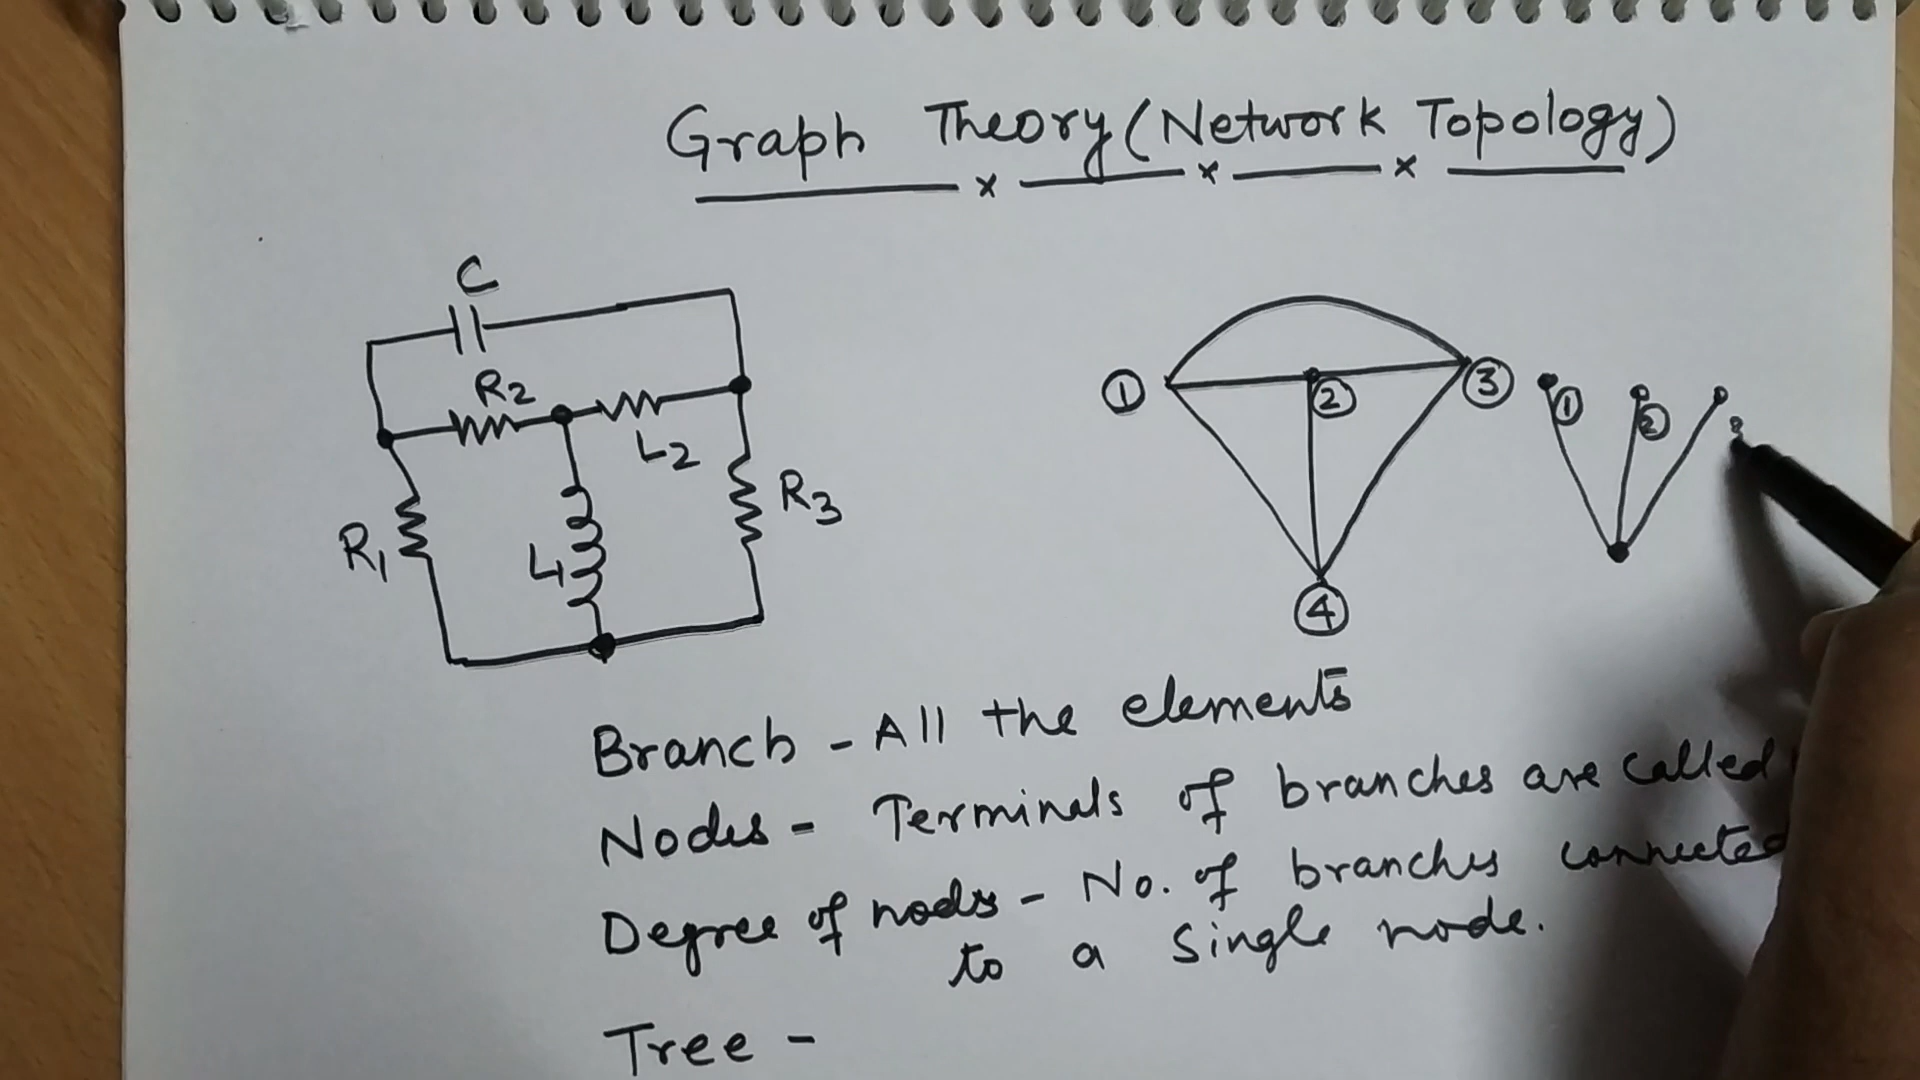 Graph Theory (Network Topology)
C
R2
L2
R1
L1
R3
1
2
3
4
1
2
Branch - All the elements
Nodes - Terminals of branches are called
Degree of nodes - No. of branches connected
to a single node.
Tree -